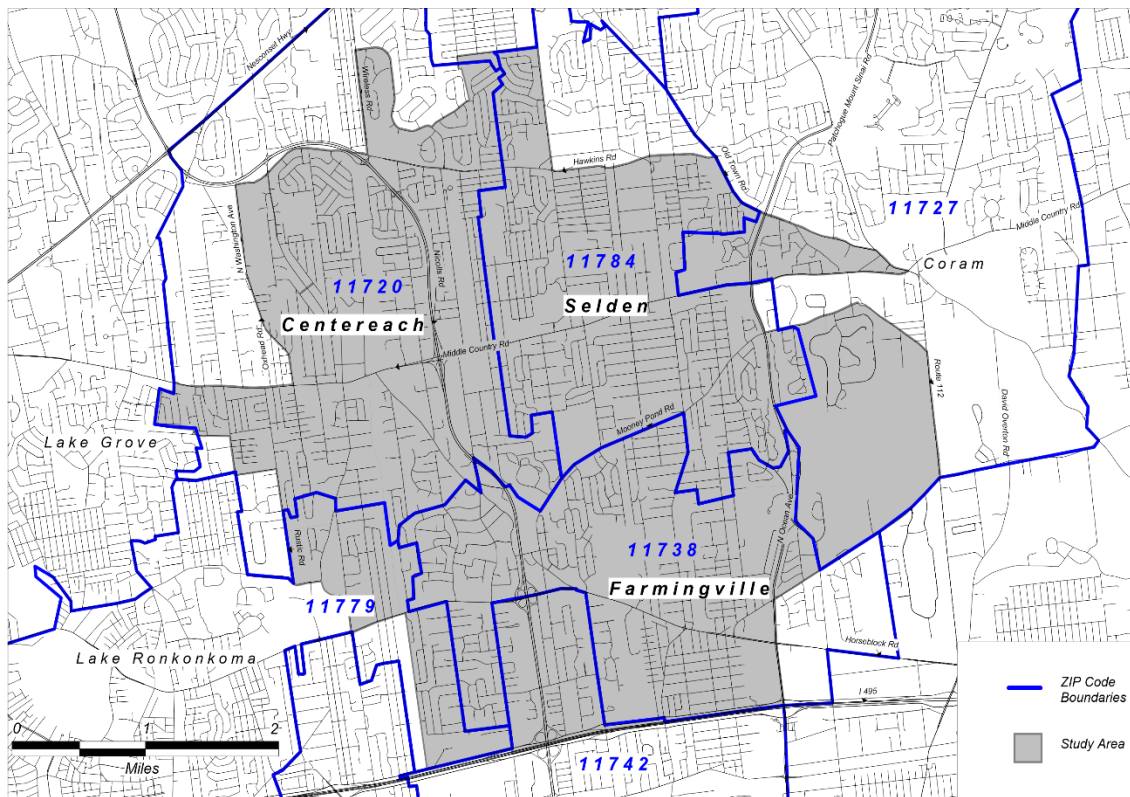 Nesconset Hwy
Wireless Rd
Patchogue Mount Sinai Rd
Hawkins Rd
Old Town Rd
11727
Middle Country Rd
N Washington Ave
Nicolls Rd
11784
Coram
11720
Selden
Centereach
Oxhead Rd
Middle Country Rd
Route 112
David Overton Rd
Mooney Pond Rd
Lake Grove
N Ocean Ave
Rustic Rd
11738
Farmingville
11779
Horseblock Rd
Lake Ronkonkoma
I 495
0 1 2
Miles
11742
ZIP Code
Boundaries
Study Area